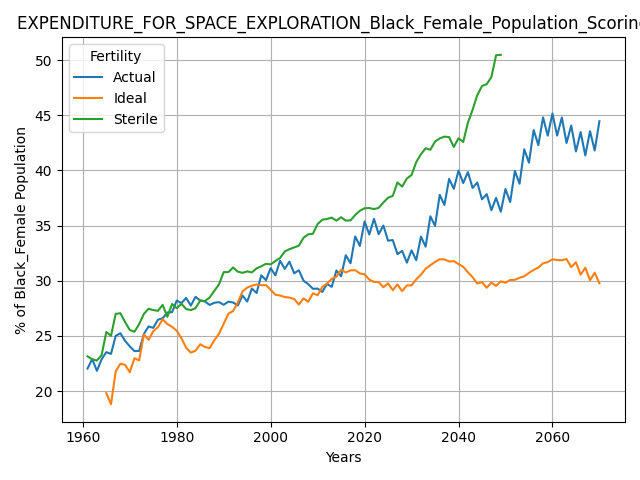 EXPENDITURE_FOR_SPACE_EXPLORATION_Black_Female_Population_Scoring
Fertility
Actual
Ideal
Sterile
% of Black_Female Population
50
45
40
35
30
25
20
1960 1980 2000 2020 2040 2060
Years